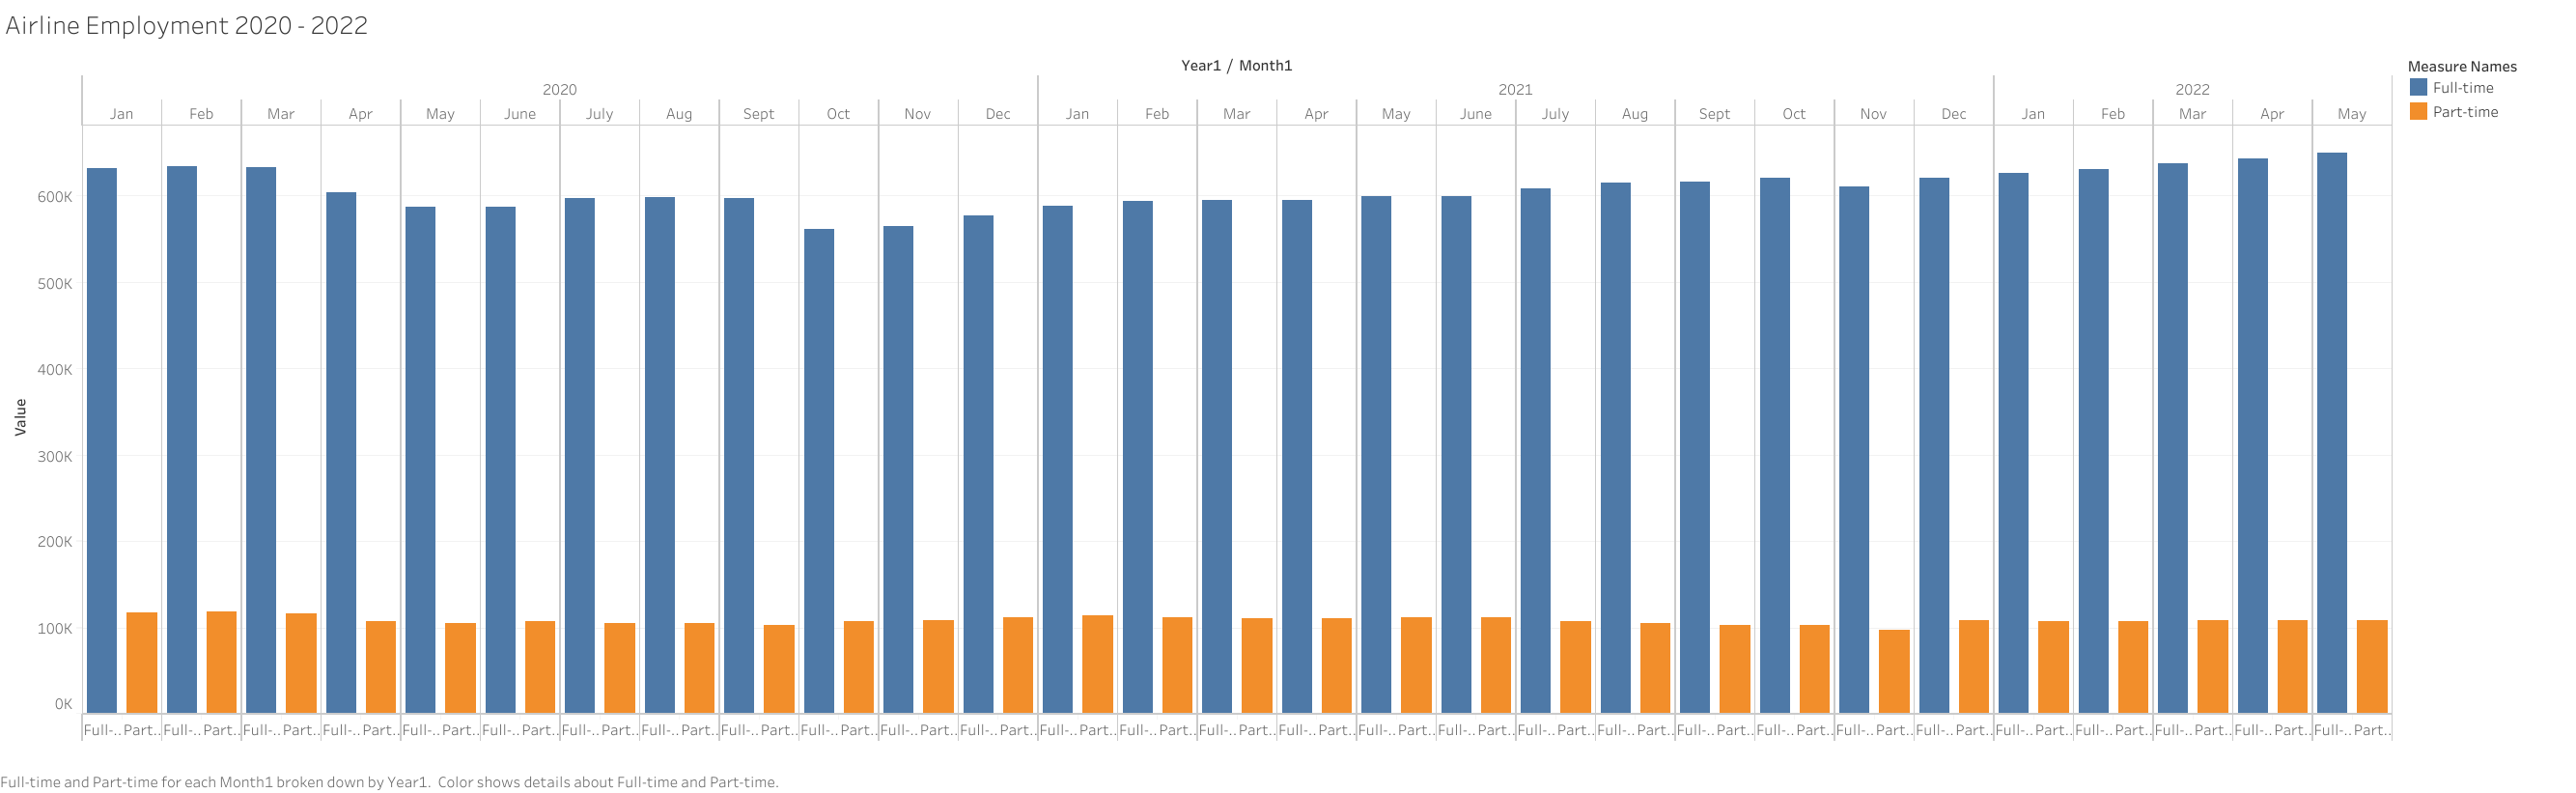 Airline Employment 2020 - 2022
Year1 / Month1
Measure Names
Full-time
Part-time
2020 2021 2022
Jan Feb Mar Apr May June July Aug Sept Oct Nov Dec Jan Feb Mar Apr May June July Aug Sept Oct Nov Dec Jan Feb Mar Apr May
600K
500K
400K
300K
200K
100K
0K
Value
Full-.. Part.. Full-.. Part.. Full-.. Part.. Full-.. Part.. Full-.. Part.. Full-.. Part.. Full-.. Part.. Full-.. Part.. Full-.. Part.. Full-.. Part.. Full-.. Part.. Full-.. Part.. Full-.. Part.. Full-.. Part.. Full-.. Part.. Full-.. Part.. Full-.. Part.. Full-.. Part.. Full-.. Part.. Full-.. Part.. Full-.. Part.. Full-.. Part.. Full-.. Part.. Full-.. Part.. Full-.. Part.. Full-.. Part.. Full-.. Part.. Full-.. Part.. Full-.. Part..
Full-time and Part-time for each Month1 broken down by Year1. Color shows details about Full-time and Part-time.